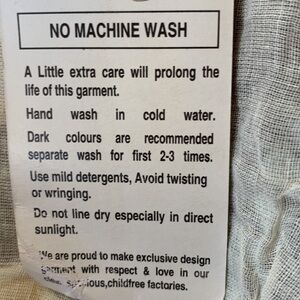 NO MACHINE WASH
A Little extra care will prolong the
life of this garment.
Hand wash in cold water.
Dark colours are recommended
separate wash for first 2-3 times.
Use mild detergents, Avoid twisting
or wringing.
Do not line dry especially in direct
sunlight.
We are proud to make exclusive design
garment with respect & love in our
clean, spacious,childfree factories.